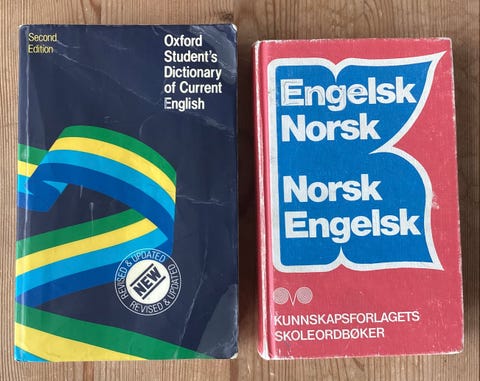 Second
Edition
Oxford
Student's
Dictionary
of Current
English
REVISED & UPDATED
NEW
REVISED & UPDATED
Engelsk
Norsk
Norsk
Engelsk
KUNNSKAPSFORLAGETS
SKOLEORDBØKER